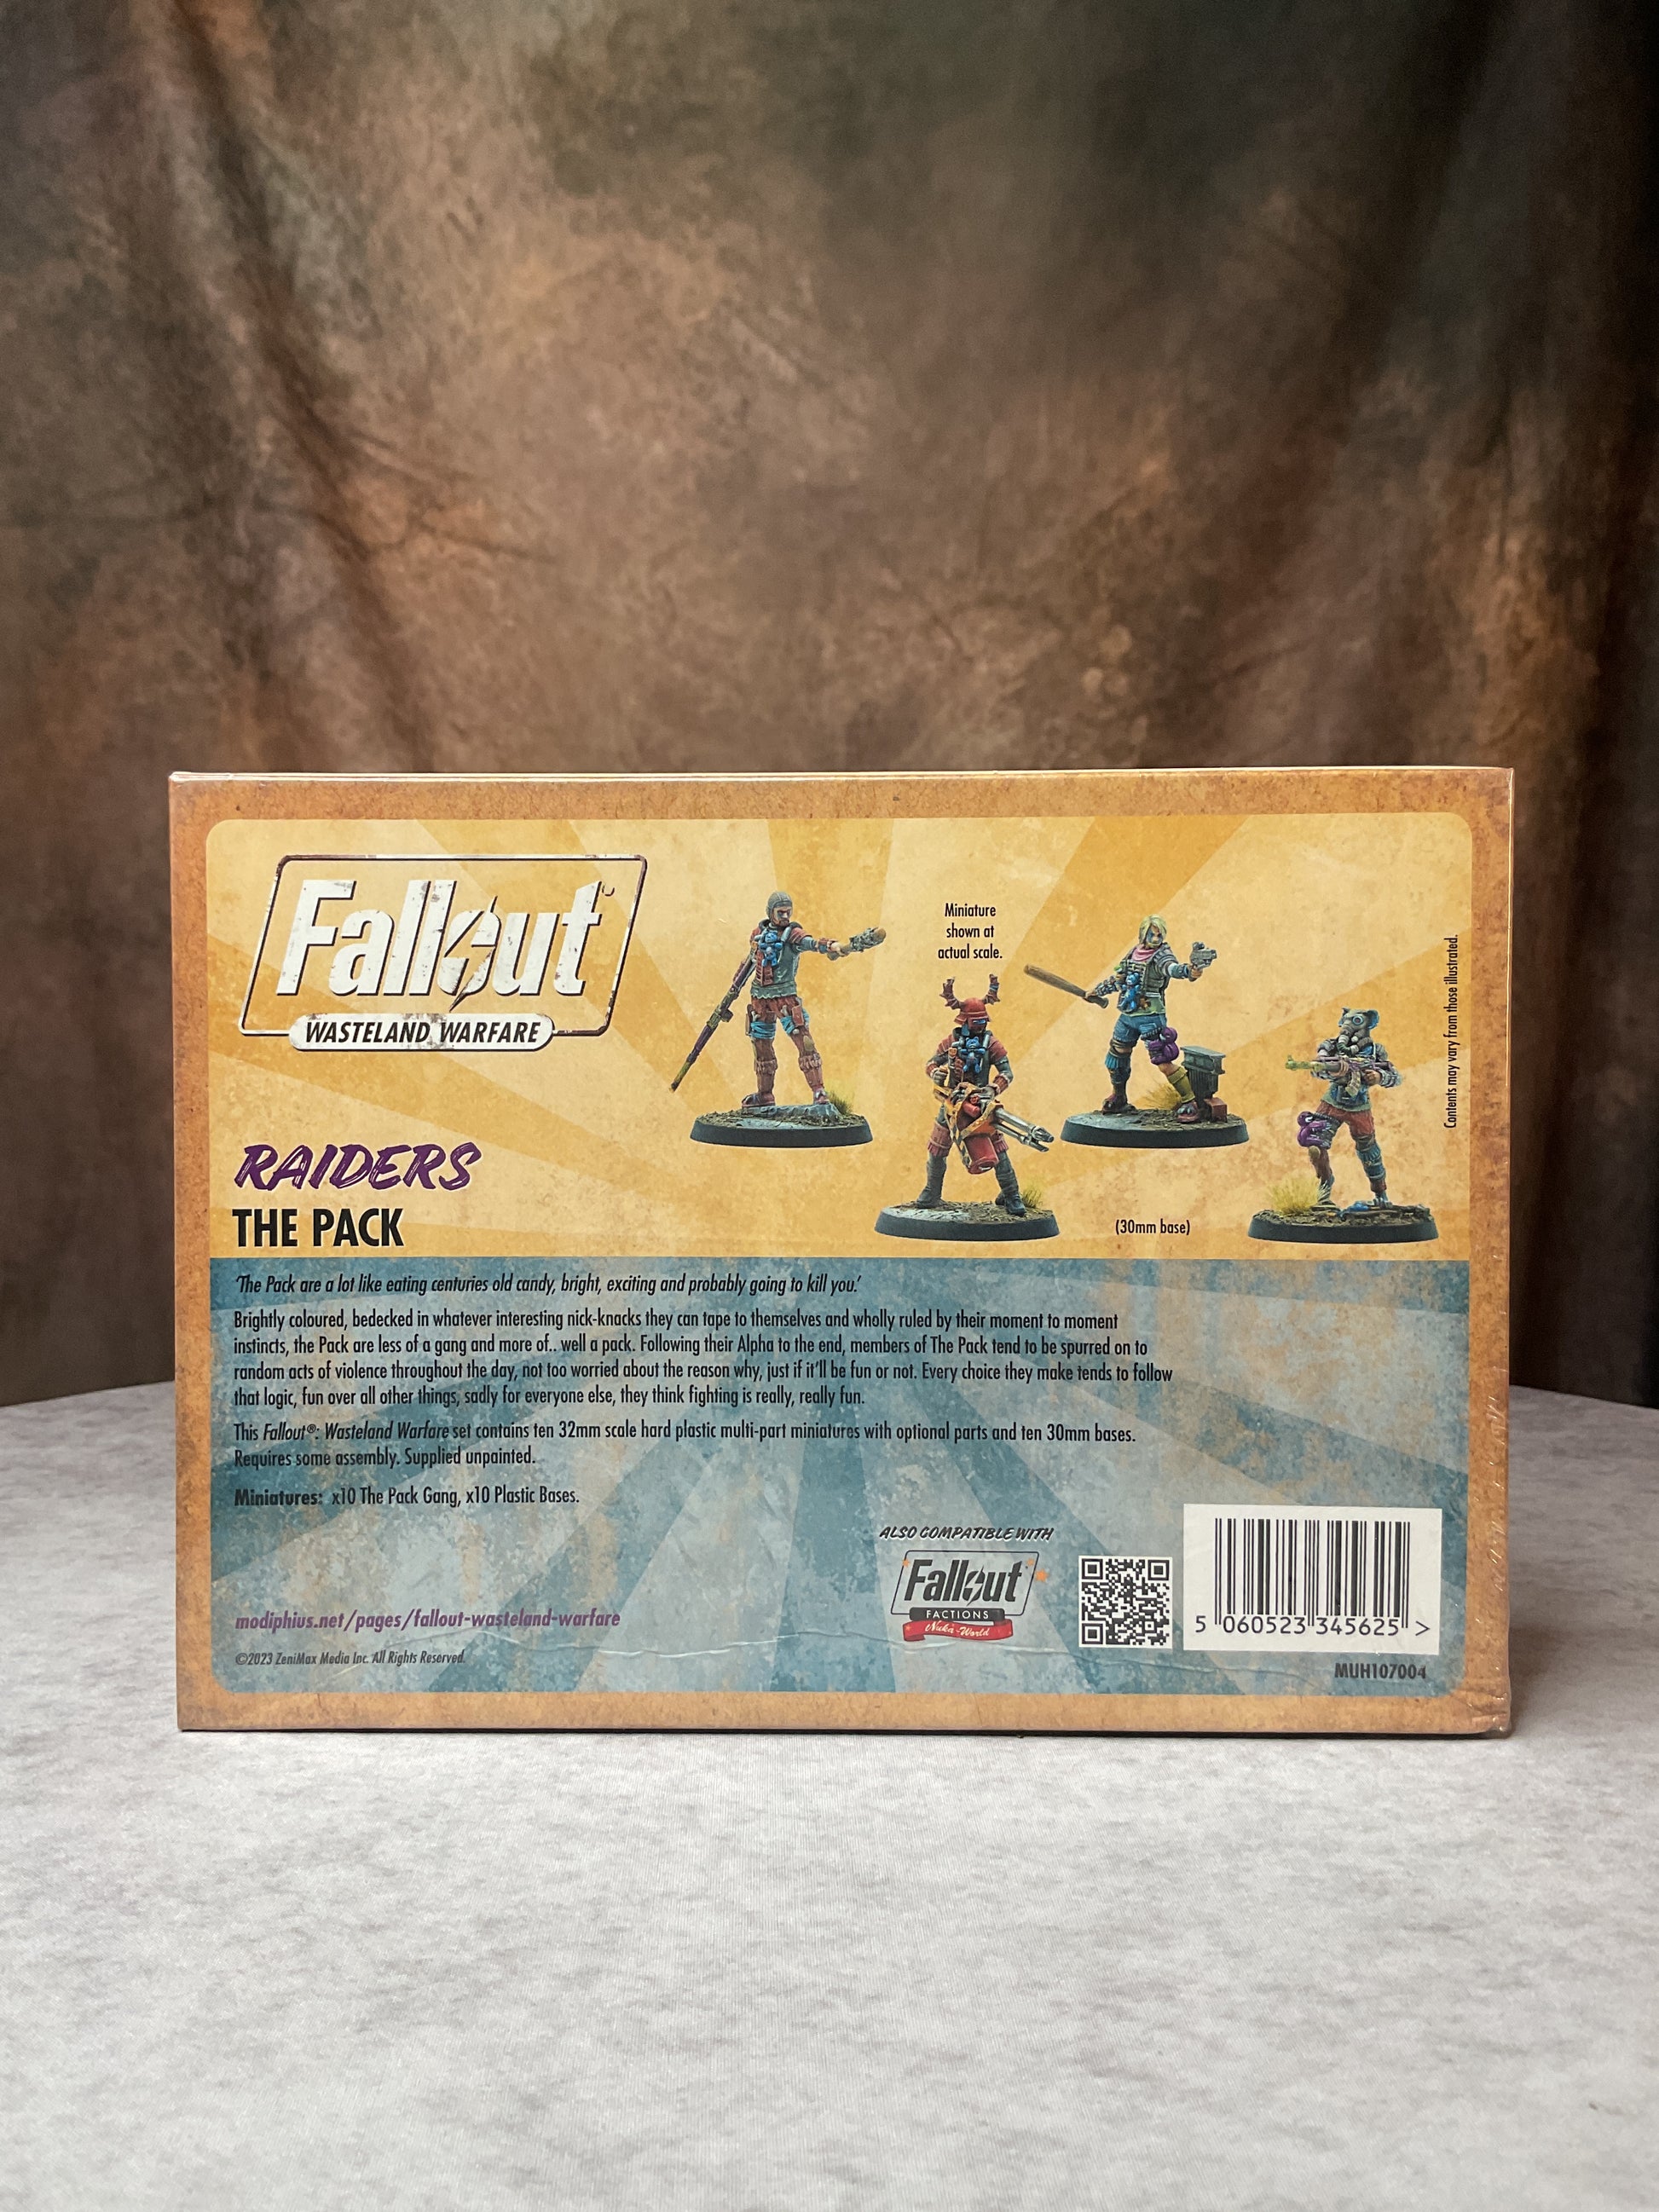 Fallout
WASTELAND WARFARE
Miniature
shown at
actual scale.
Contents may vary from those illustrated.
RAIDERS
THE PACK
(30mm base)
'The Pack are a lot like eating centuries old candy, bright, exciting and probably going to kill you.'
Brightly coloured, bedecked in whatever interesting nick-knacks they can tape to themselves and wholly ruled by their moment to moment
instincts, the Pack are less of a gang and more of.. well a pack. Following their Alpha to the end, members of The Pack tend to be spurred on to
random acts of violence throughout the day, not too worried about the reason why, just if it'll be fun or not. Every choice they make tends to follow
that logic, fun over all other things, sadly for everyone else, they think fighting is really, really fun.
This Fallout®: Wasteland Warfare set contains ten 32mm scale hard plastic multi-part miniatures with optional parts and ten 30mm bases.
Requires some assembly. Supplied unpainted.
Miniatures: x10 The Pack Gang, x10 Plastic Bases.
ALSO COMPATIBLE WITH
Fallout
FACTIONS
Nuka-World
modiphius.net/pages/fallout-wasteland-warfare
©2023 ZeniMax Media Inc. All Rights Reserved.
5 060523 345625 >
MUH107004